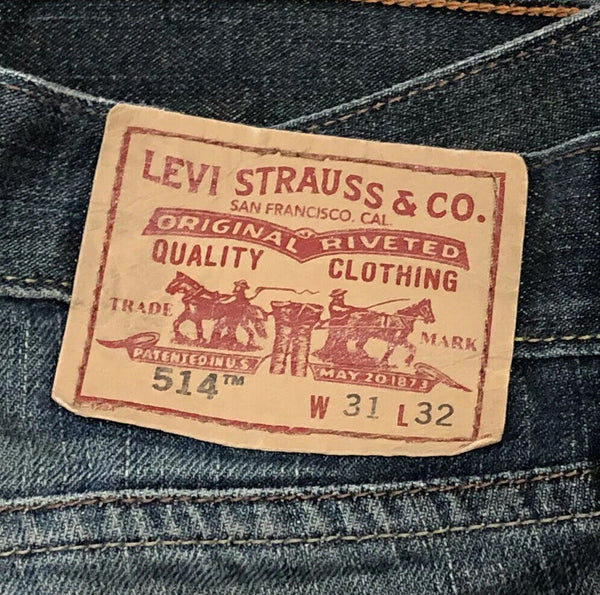 LEVI STRAUSS & CO.
SAN FRANCISCO, CAL
ORIGINAL RIVETED
QUALITY CLOTHING
TRADE MARK
PATENTED IN U.S. MAY 20 1873
514™
W 31 L 32